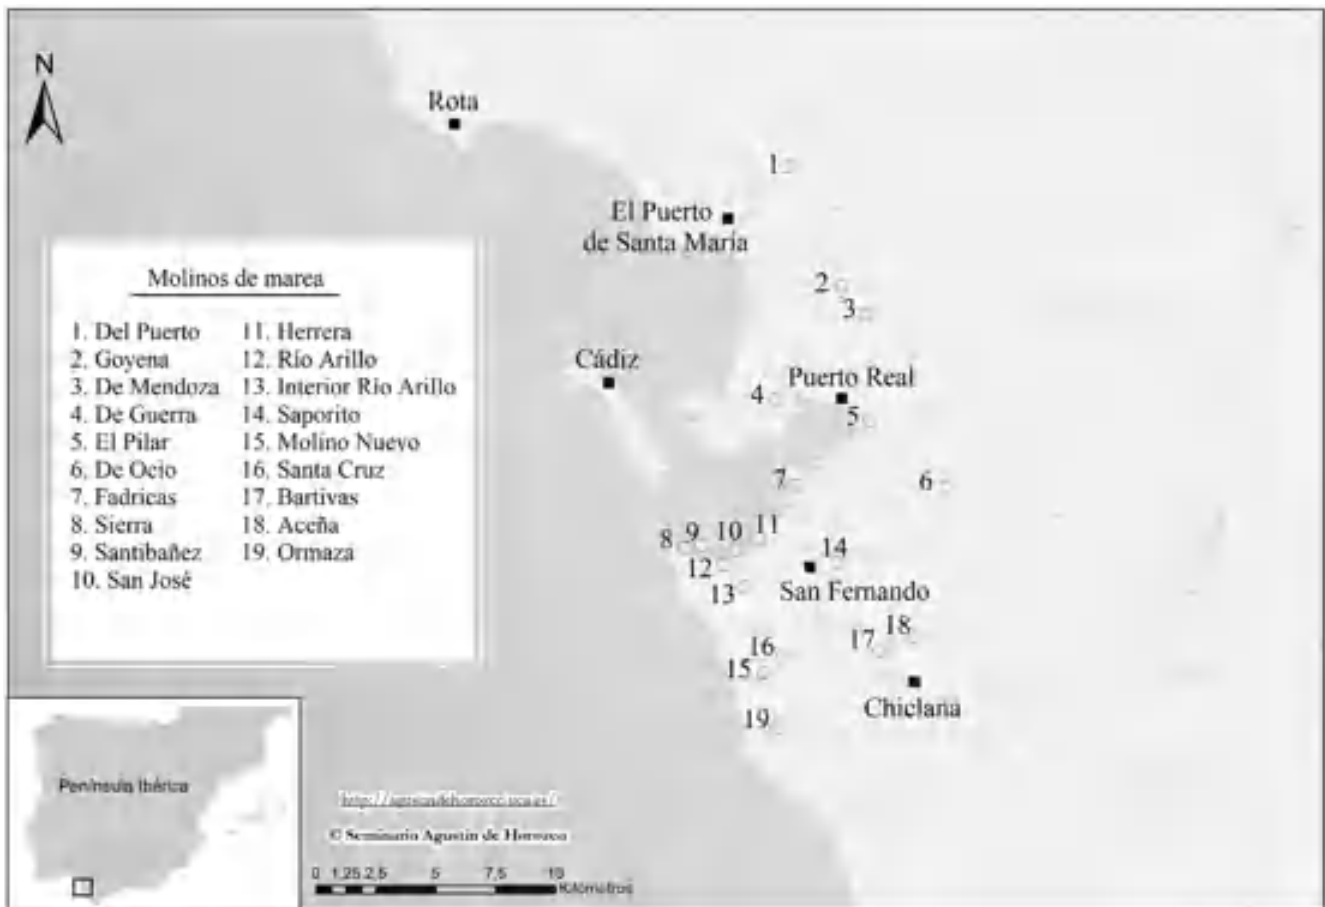 N
Rota
1
El Puerto
de Santa María
2
3
Cádiz
Puerto Real
4
5
6
7
8 9 10 11
12
13
14
San Fernando
16
15
17 18
Chiclana
19
Molinos de marea
1. Del Puerto
2. Goyena
3. De Mendoza
4. De Guerra
5. El Pilar
6. De Ocio
7. Fadricas
8. Sierra
9. Santibañez
10. San José
11. Herrera
12. Río Arillo
13. Interior Río Arillo
14. Saporito
15. Molino Nuevo
16. Santa Cruz
17. Bartivas
18. Aceña
19. Ormaza
Península Ibérica
© Seminario Agustín de Horozco
0 1,25 2,5 5 7,5 10
Kilómetros